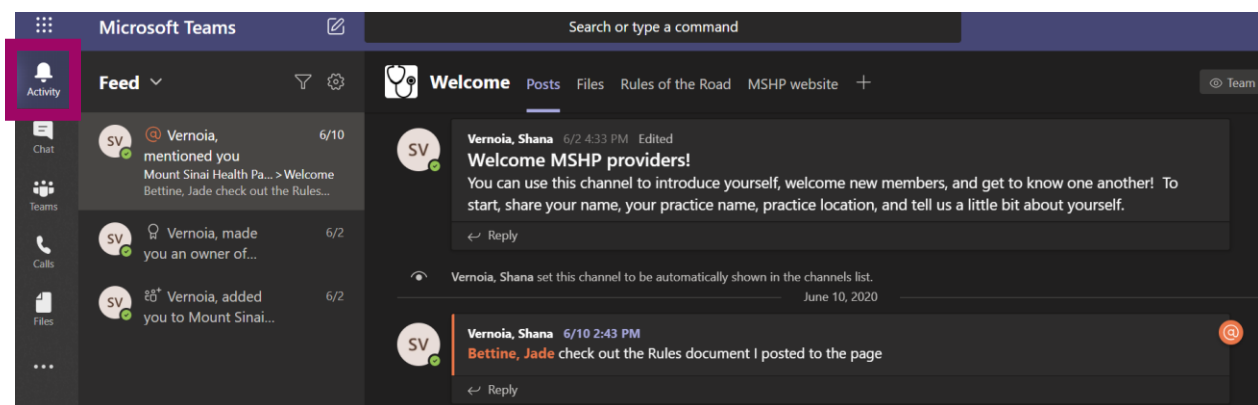 Microsoft Teams
Search or type a command
Activity
Chat
Teams
Calls
Files
Feed
SV
@ Vernoia, 6/10
mentioned you
Mount Sinai Health Pa... > Welcome
Bettine, Jade check out the Rules...
SV
Vernoia, made 6/2
you an owner of...
SV
Vernoia, added 6/2
you to Mount Sinai...
Welcome Posts Files Rules of the Road MSHP website + Team
SV
Vernoia, Shana 6/2 4:33 PM Edited
Welcome MSHP providers!
You can use this channel to introduce yourself, welcome new members, and get to know one another! To
start, share your name, your practice name, practice location, and tell us a little bit about yourself.
Reply
Vernoia, Shana set this channel to be automatically shown in the channels list.
June 10, 2020
SV
Vernoia, Shana 6/10 2:43 PM
@
Bettine, Jade check out the Rules document I posted to the page
Reply